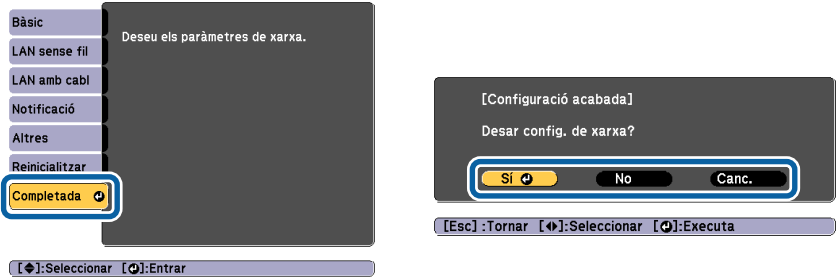 Bàsic
LAN sense fil
LAN amb cabl
Notificació
Altres
Reinicialitzar
Completada
Deseu els paràmetres de xarxa.
[ ]:Seleccionar [ ]:Entrar
[Configuració acabada]
Desar config. de xarxa?
Sí No Canc.
[Esc] :Tornar [ ]:Seleccionar [ ]:Executa